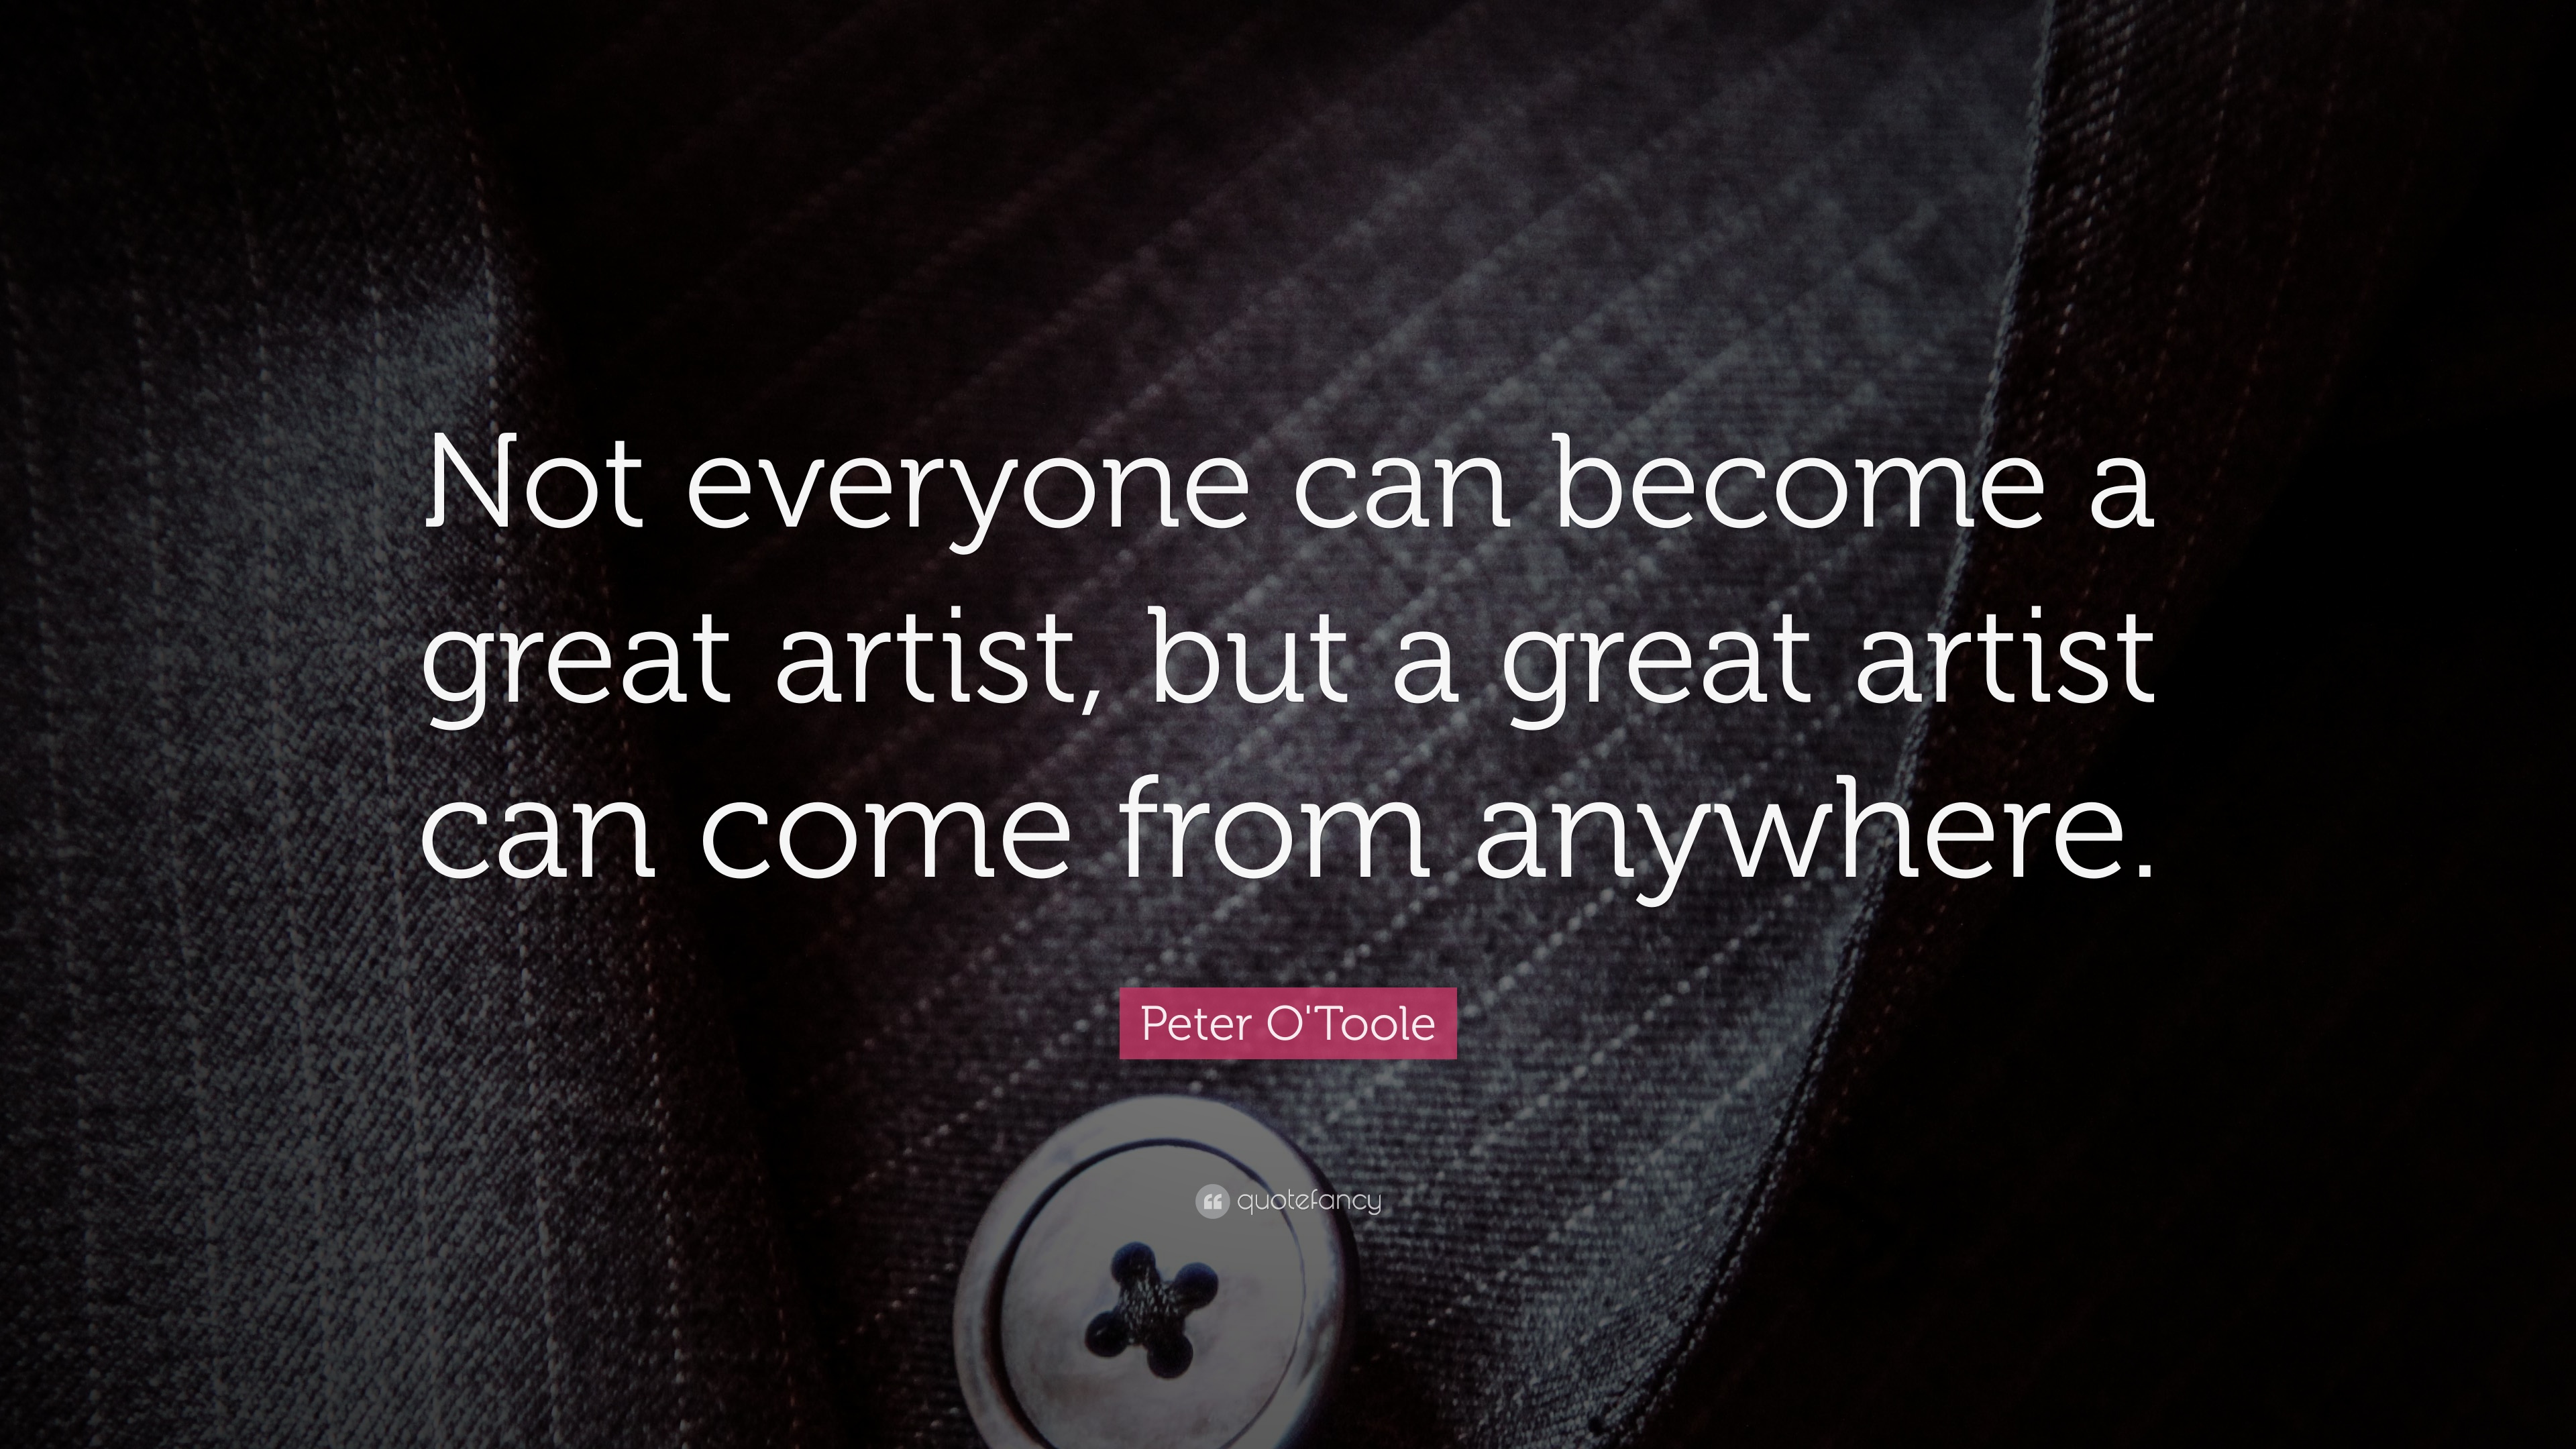 Not everyone can become a
great artist, but a great artist
can come from anywhere.
Peter O'Toole
quotefancy